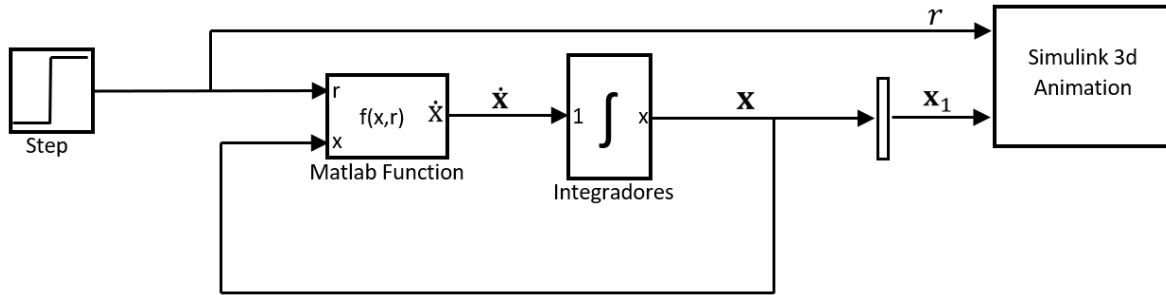 r
Simulink 3d
Animation
Step
r
x
f(x,r)
Ẋ
Matlab Function
𝐱̇
1
∫
x
Integradores
𝐗
𝐱₁